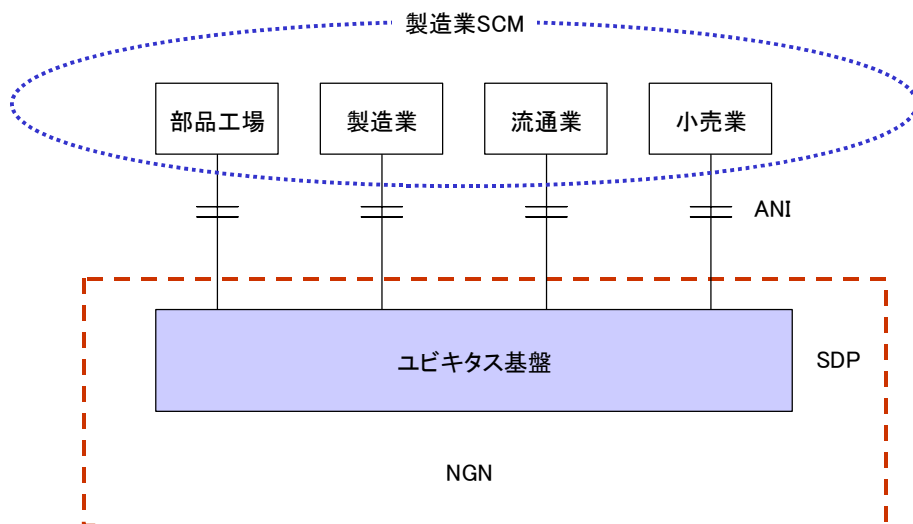 製造業SCM
部品工場
製造業
流通業
小売業
ANI
ユビキタス基盤
SDP
NGN